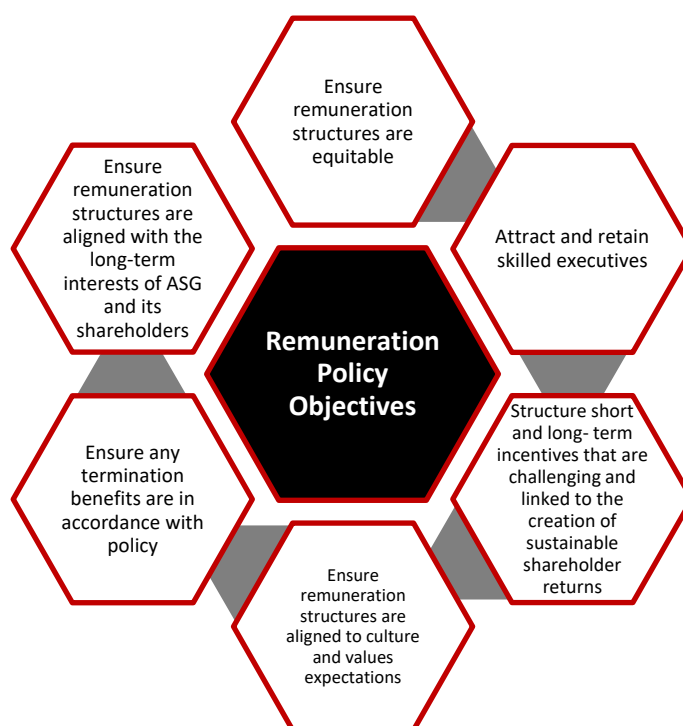 Ensure
remuneration
structures are
equitable
Attract and retain
skilled executives
Structure short
and long- term
incentives that are
challenging and
linked to the
creation of
sustainable
shareholder
returns
Ensure
remuneration
structures are
aligned to culture
and values
expectations
Ensure any
termination
benefits are in
accordance with
policy
Ensure
remuneration
structures are
aligned with the
long-term
interests of ASG
and its
shareholders
Remuneration
Policy
Objectives